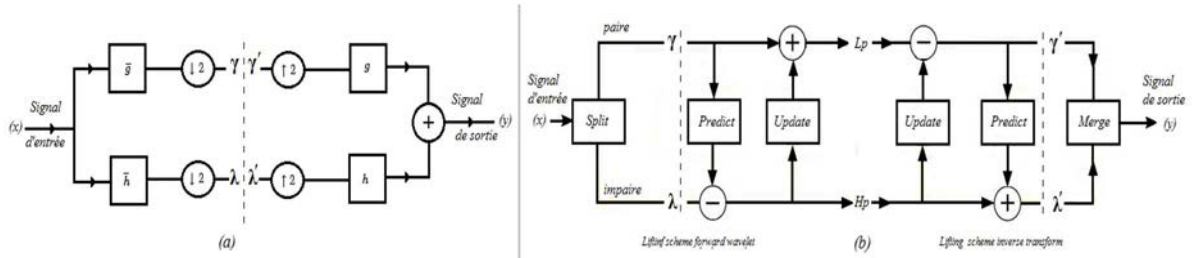 Signal
d'entrée
(x)
g̅
↓2
γ
γ'
↑2
g
h̅
↓2
λ
λ'
↑2
h
+
Signal
de sortie
(y)
(a)
Signal
d'entrée
(x)
Split
paire
γ
impaire
λ
Predict
−
Update
+
Lp
Hp
−
Update
Predict
+
γ'
λ'
Merge
Signal
de sortie
(y)
Liftinf scheme forward wavelet
(b)
Lifting scheme inverse transform